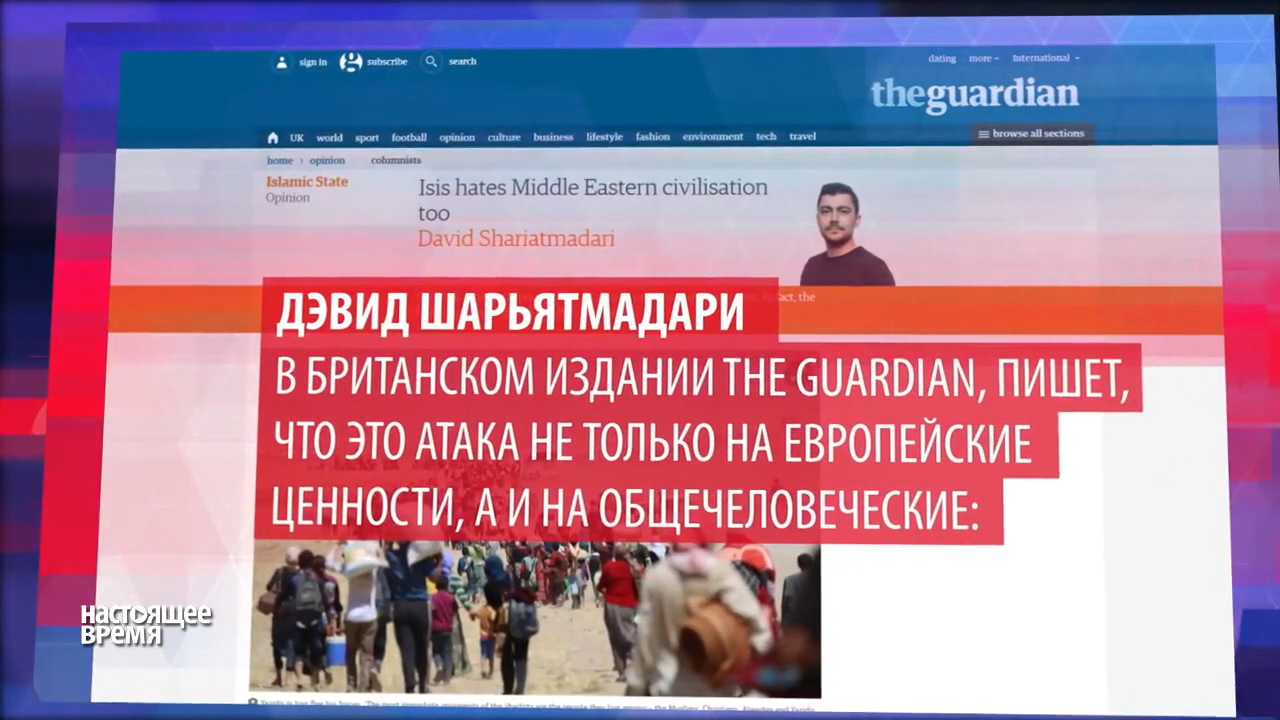 sign in subscribe search
dating more International
theguardian
UK world sport football opinion culture business lifestyle fashion environment tech travel
browse all sections
home › opinion columnists
Islamic State
Opinion
Isis hates Middle Eastern civilisation
too
David Shariatmadari
fact, the
ДЭВИД ШАРЬЯТМАДАРИ
В БРИТАНСКОМ ИЗДАНИИ THE GUARDIAN, ПИШЕТ,
ЧТО ЭТО АТАКА НЕ ТОЛЬКО НА ЕВРОПЕЙСКИЕ
ЦЕННОСТИ, А И НА ОБЩЕЧЕЛОВЕЧЕСКИЕ:
НАСТОЯЩЕЕ
ВРЕМЯ